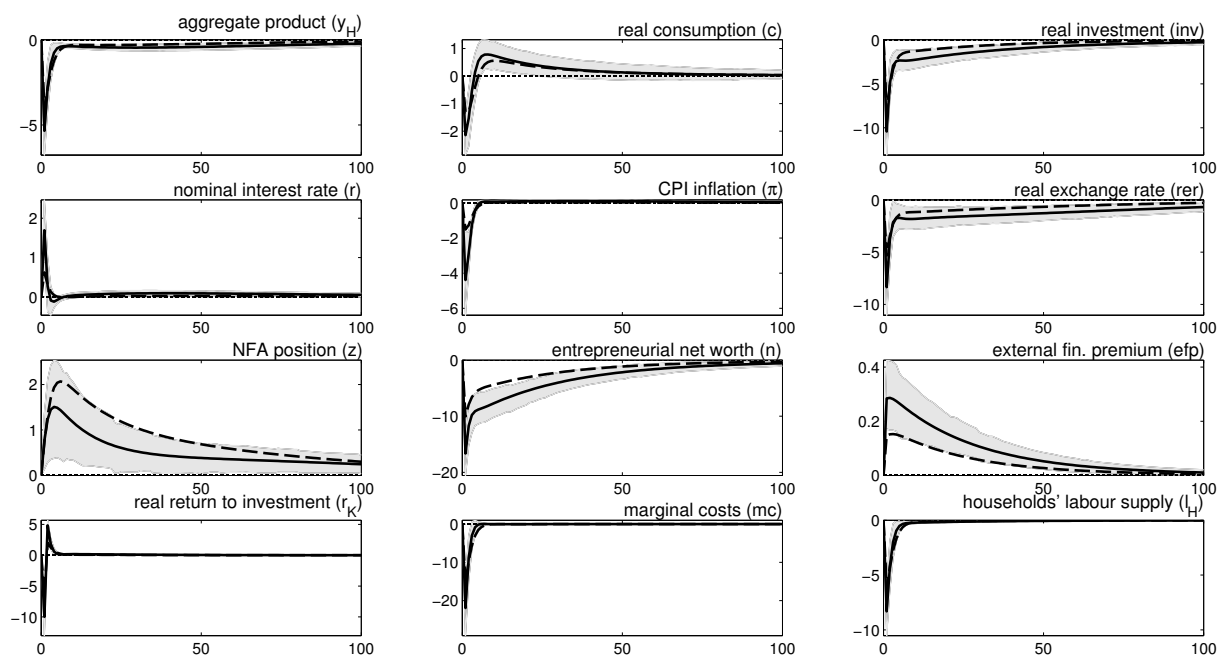 aggregate product (y_H)
0
−5
0 50 100
real consumption (c)
1
0
−1
−2
0 50 100
real investment (inv)
0
−5
−10
0 50 100
nominal interest rate (r)
2
1
0
0 50 100
CPI inflation (π)
0
−2
−4
−6
0 50 100
real exchange rate (rer)
0
−5
−10
0 50 100
NFA position (z)
2
1
0
0 50 100
entrepreneurial net worth (n)
0
−10
−20
0 50 100
external fin. premium (efp)
0.4
0.2
0
0 50 100
real return to investment (r_K)
5
0
−5
−10
0 50 100
marginal costs (mc)
0
−10
−20
0 50 100
households' labour supply (l_H)
0
−5
−10
0 50 100